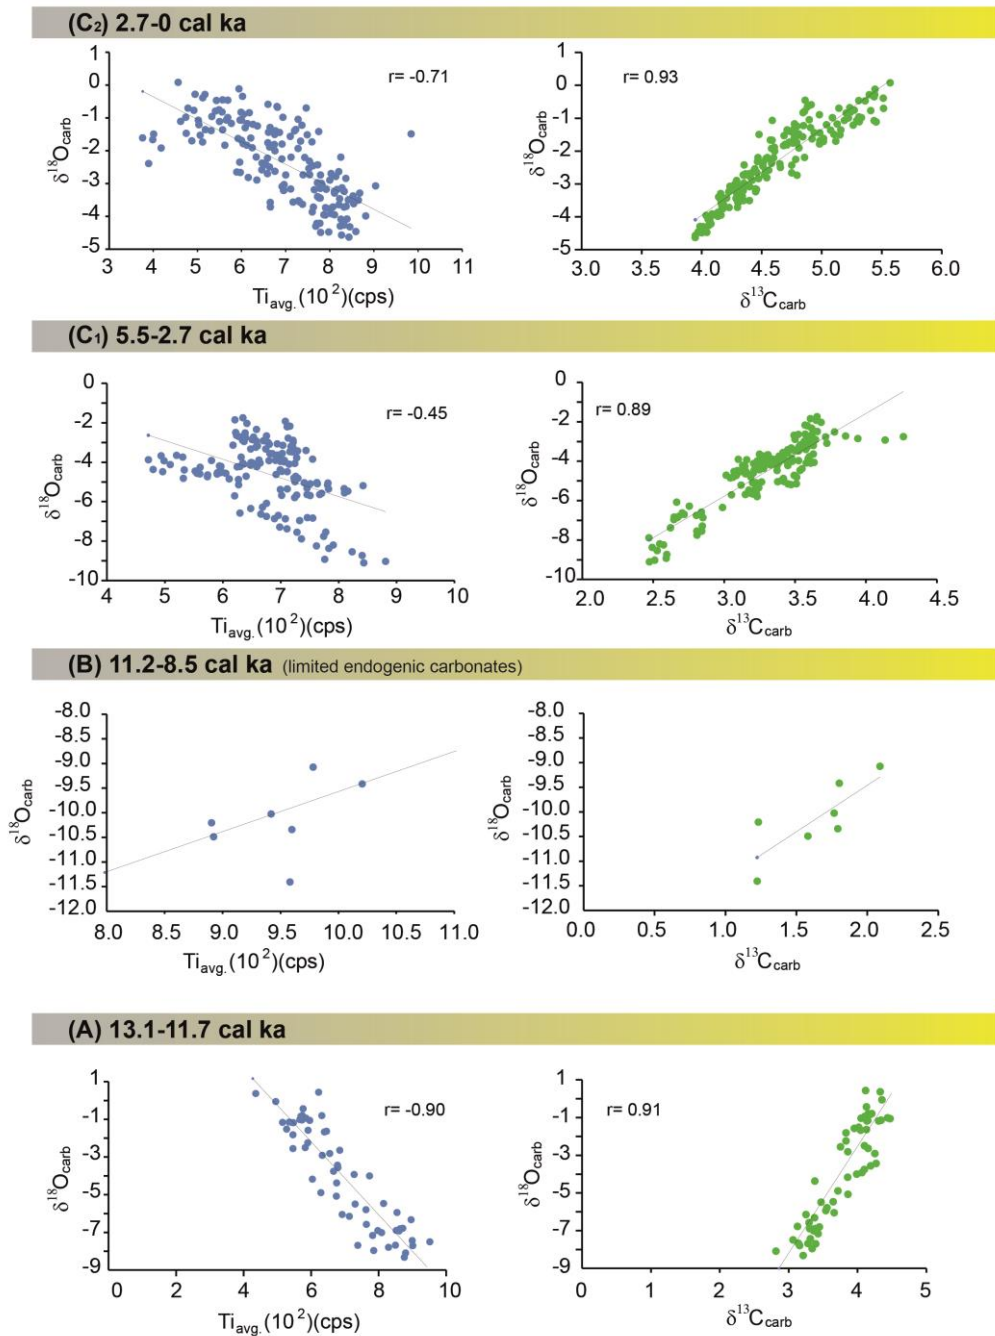 (C₂) 2.7-0 cal ka
1
0
-1
-2
-3
-4
-5
δ¹⁸Ocarb
r= -0.71
3 4 5 6 7 8 9 10 11
Tiavg.(10²)(cps)
1
0
-1
-2
-3
-4
-5
δ¹⁸Ocarb
r= 0.93
3.0 3.5 4.0 4.5 5.0 5.5 6.0
δ¹³Ccarb
(C₁) 5.5-2.7 cal ka
0
-2
-4
-6
-8
-10
δ¹⁸Ocarb
r= -0.45
4 5 6 7 8 9 10
Tiavg.(10²)(cps)
0
-2
-4
-6
-8
-10
δ¹⁸Ocarb
r= 0.89
2.0 2.5 3.0 3.5 4.0 4.5
δ¹³Ccarb
(B) 11.2-8.5 cal ka (limited endogenic carbonates)
-8.0
-8.5
-9.0
-9.5
-10.0
-10.5
-11.0
-11.5
-12.0
δ¹⁸Ocarb
8.0 8.5 9.0 9.5 10.0 10.5 11.0
Tiavg.(10²)(cps)
-8.0
-8.5
-9.0
-9.5
-10.0
-10.5
-11.0
-11.5
-12.0
δ¹⁸Ocarb
0.0 0.5 1.0 1.5 2.0 2.5
δ¹³Ccarb
(A) 13.1-11.7 cal ka
1
-1
-3
-5
-7
-9
δ¹⁸Ocarb
r= -0.90
0 2 4 6 8 10
Tiavg.(10²)(cps)
1
-1
-3
-5
-7
-9
δ¹⁸Ocarb
r= 0.91
0 1 2 3 4 5
δ¹³Ccarb